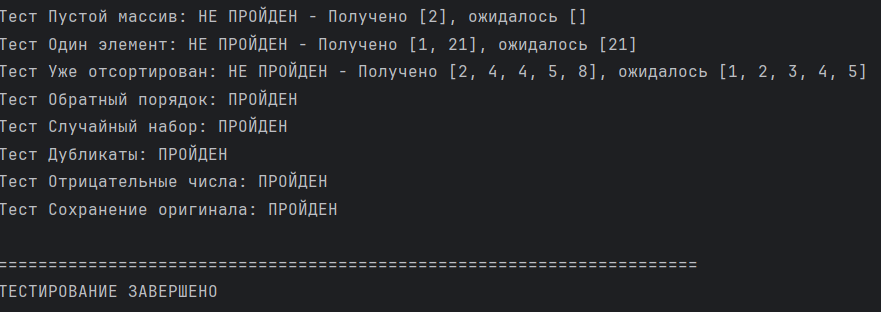 Тест Пустой массив: НЕ ПРОЙДЕН - Получено [2], ожидалось []
Тест Один элемент: НЕ ПРОЙДЕН - Получено [1, 21], ожидалось [21]
Тест Уже отсортирован: НЕ ПРОЙДЕН - Получено [2, 4, 4, 5, 8], ожидалось [1, 2, 3, 4, 5]
Тест Обратный порядок: ПРОЙДЕН
Тест Случайный набор: ПРОЙДЕН
Тест Дубликаты: ПРОЙДЕН
Тест Отрицательные числа: ПРОЙДЕН
Тест Сохранение оригинала: ПРОЙДЕН
======================================================================
ТЕСТИРОВАНИЕ ЗАВЕРШЕНО